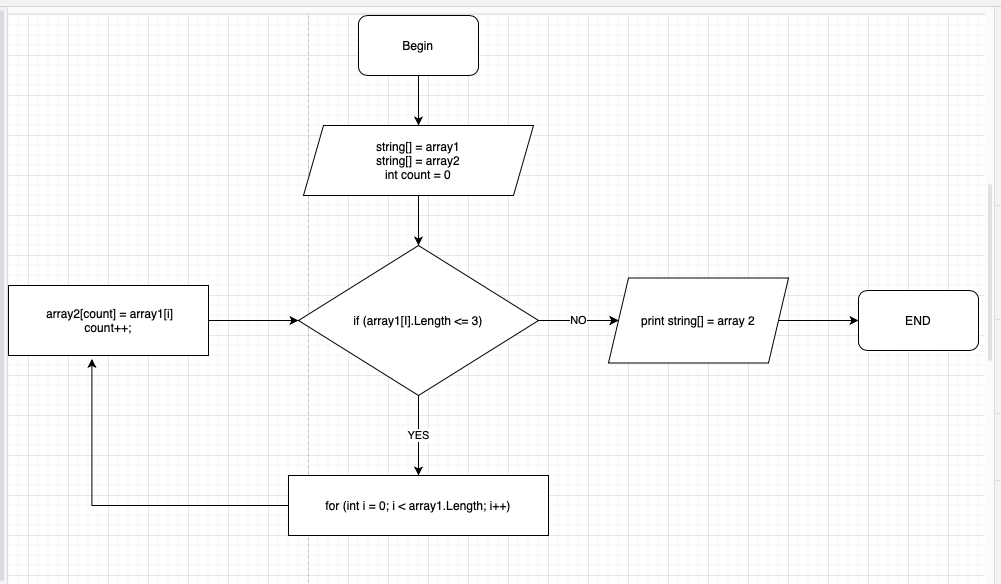 Begin
string[] = array1
string[] = array2
int count = 0
array2[count] = array1[i]
count++;
if (array1[I].Length <= 3)
NO
print string[] = array 2
END
YES
for (int i = 0; i < array1.Length; i++)